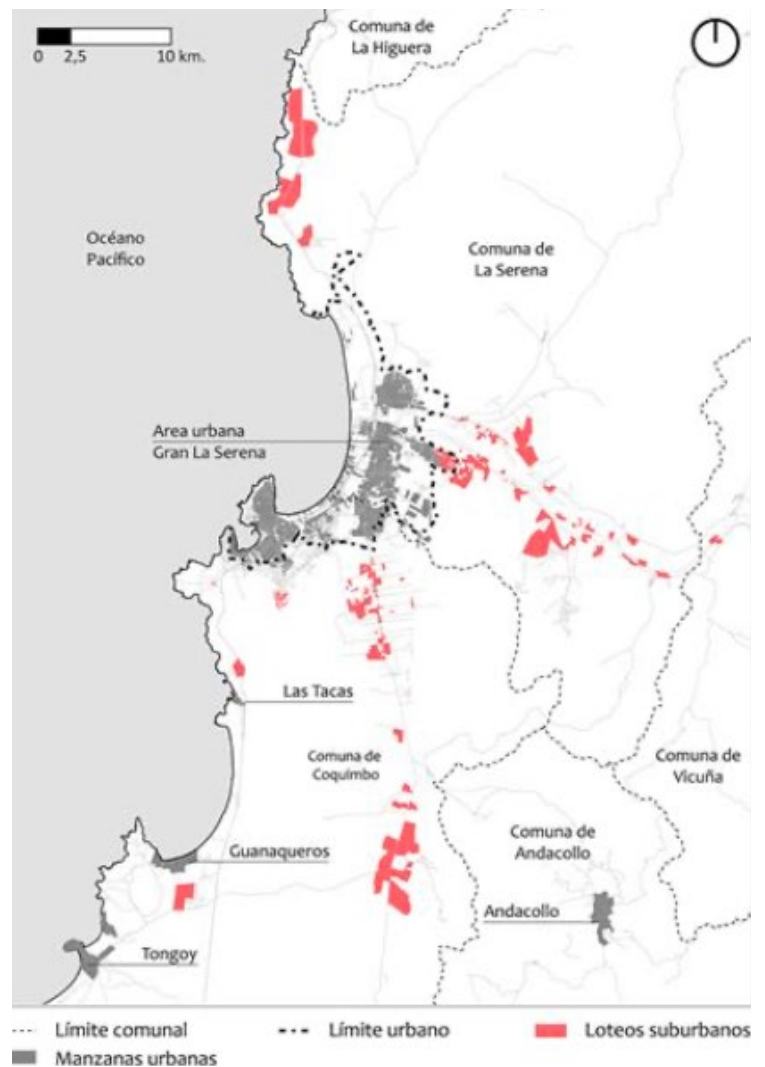 Comuna de
La Higuera
0 2,5 10 km.
Océano
Pacífico
Comuna de
La Serena
Area urbana
Gran La Serena
Las Tacas
Comuna de
Coquimbo
Comuna de
Vicuña
Guanaqueros
Comuna de
Andacollo
Andacollo
Tongoy
Límite comunal
Límite urbano
Loteos suburbanos
Manzanas urbanas